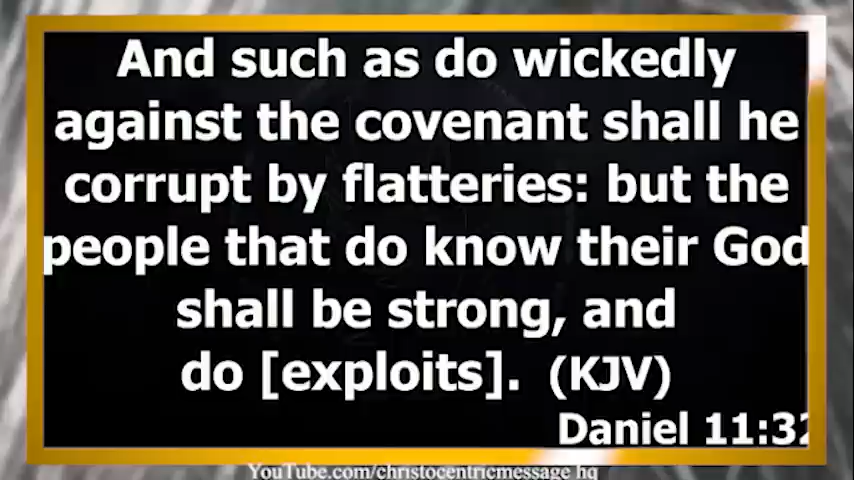 And such as do wickedly
against the covenant shall he
corrupt by flatteries: but the
people that do know their God
shall be strong, and
do [exploits]. (KJV)
Daniel 11:32
YouTube.com/christocentricmessage hq